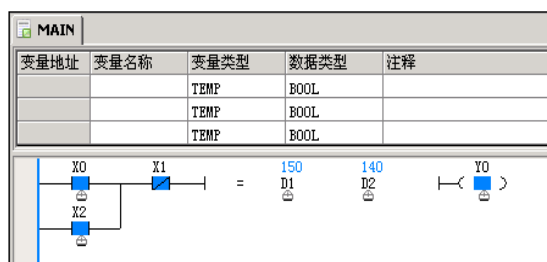 MAIN
变量地址 变量名称 变量类型 数据类型 注释
TEMP BOOL
TEMP BOOL
TEMP BOOL
X0 X1 = 150 140 Y0
D1 D2
X2